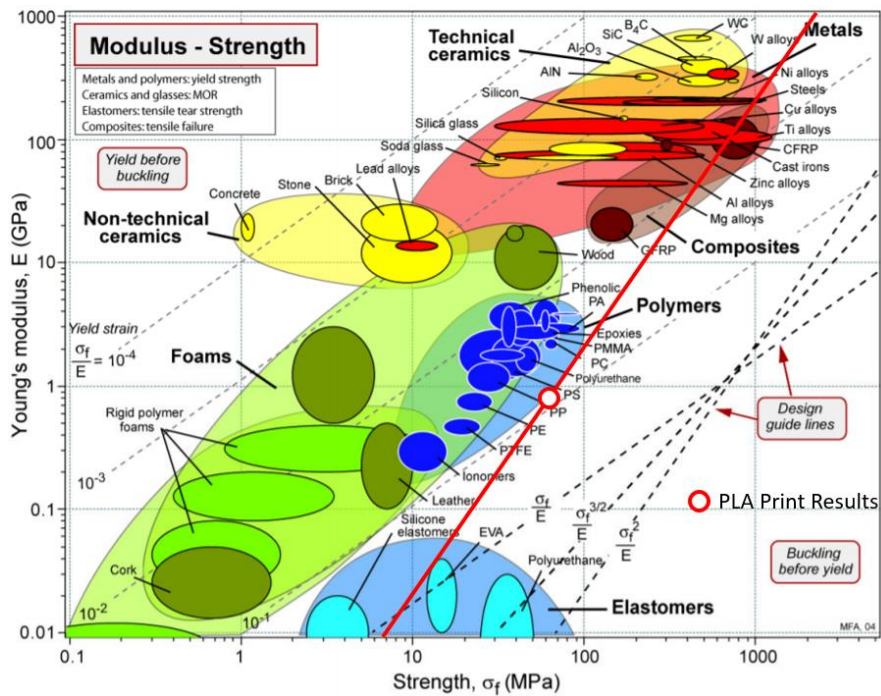 Modulus - Strength
Metals and polymers: yield strength
Ceramics and glasses: MOR
Elastomers: tensile tear strength
Composites: tensile failure
Yield before
buckling
Technical
ceramics
B4C
SiC
Al2O3
AlN
WC
W alloys
Metals
Ni alloys
Steels
Cu alloys
Ti alloys
CFRP
Cast irons
Zinc alloys
Al alloys
Mg alloys
Silicon
Silica glass
Soda glass
Lead alloys
Brick
Stone
Concrete
Non-technical
ceramics
Composites
GFRP
Wood
Phenolic
PA
Polymers
Epoxies
PMMA
PC
Polyurethane
PS
PP
PE
PTFE
Ionomers
Leather
Foams
Yield strain
σf
E
= 10-4
Rigid polymer
foams
10-3
10-2
10-1
Cork
Silicone
elastomers
EVA
Polyurethane
Elastomers
σf
E
σf3/2
E
σf2
E
Design
guide lines
PLA Print Results
Buckling
before yield
MFA, 04
Young's modulus, E (GPa)
1000
100
10
1
0.1
0.01
0.1
1
10
100
1000
Strength, σf (MPa)